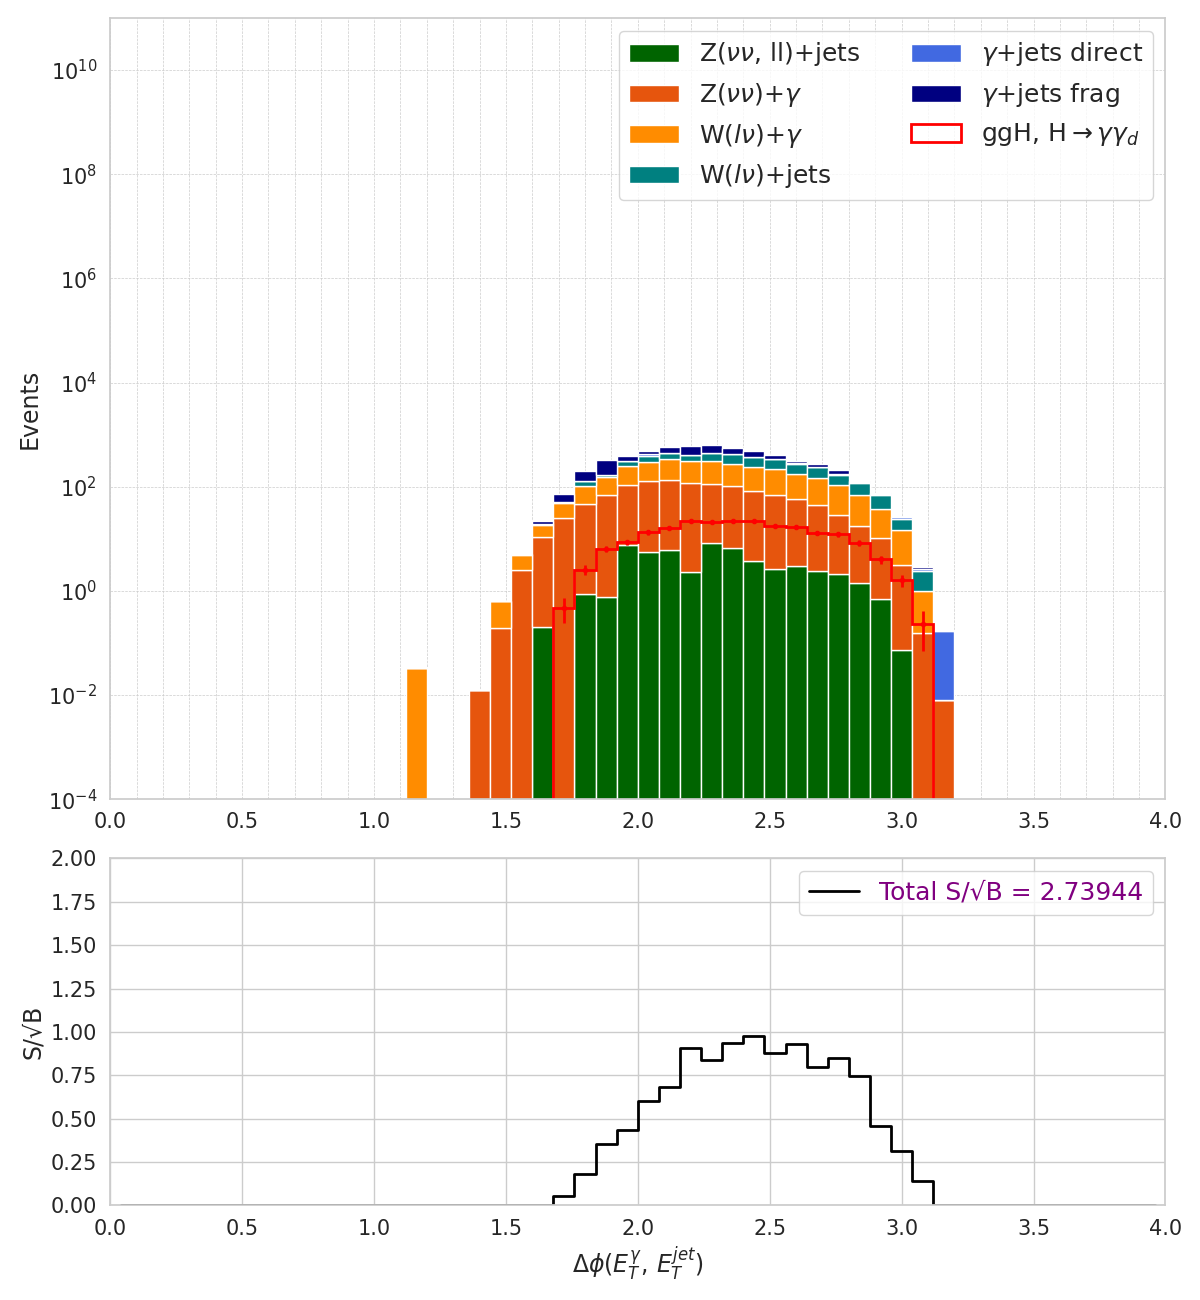 Z(νν, ll)+jets
Z(νν)+γ
W(lν)+γ
W(lν)+jets
γ+jets direct
γ+jets frag
ggH, H→γγ_d
Events
10^10
10^8
10^6
10^4
10^2
10^0
10^−2
10^−4
0.0 0.5 1.0 1.5 2.0 2.5 3.0 3.5 4.0
Total S/√B = 2.73944
S/√B
2.00
1.75
1.50
1.25
1.00
0.75
0.50
0.25
0.00
0.0 0.5 1.0 1.5 2.0 2.5 3.0 3.5 4.0
Δϕ(E_T^γ, E_T^jet)